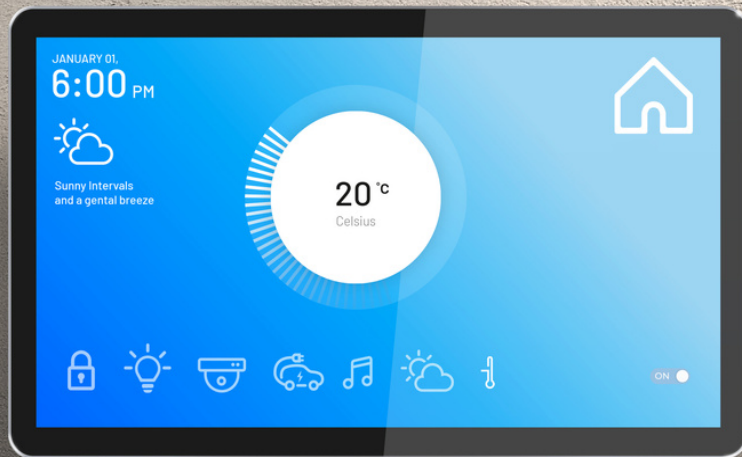 JANUARY 01,
6:00 PM
Sunny Intervals
and a gental breeze
20 °C
Celsius
ON